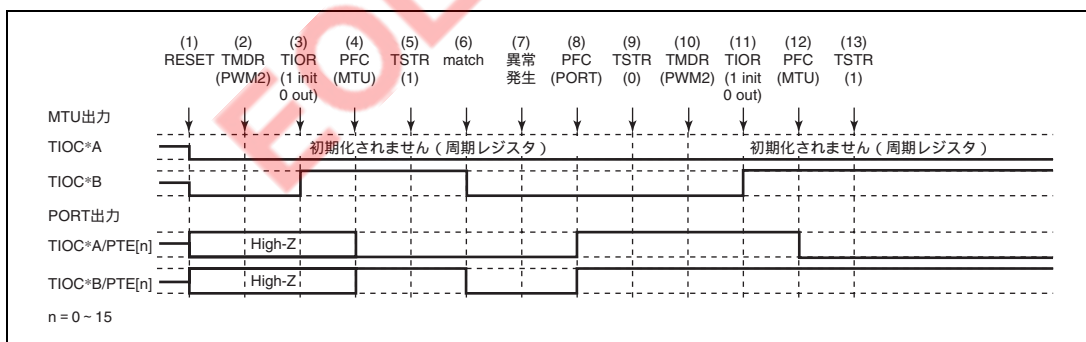 (1) (2) (3) (4) (5) (6) (7) (8) (9) (10) (11) (12) (13)
RESET TMDR TIOR PFC TSTR match 異常 PFC TSTR TMDR TIOR PFC TSTR
(PWM2) (1 init (MTU) (1) 発生 (PORT) (0) (PWM2) (1 init (MTU) (1)
0 out) 0 out)
MTU出力
TIOC*A 初期化されません（周期レジスタ） 初期化されません（周期レジスタ）
TIOC*B
PORT出力
TIOC*A/PTE[n] High-Z
TIOC*B/PTE[n] High-Z
n = 0 ~ 15